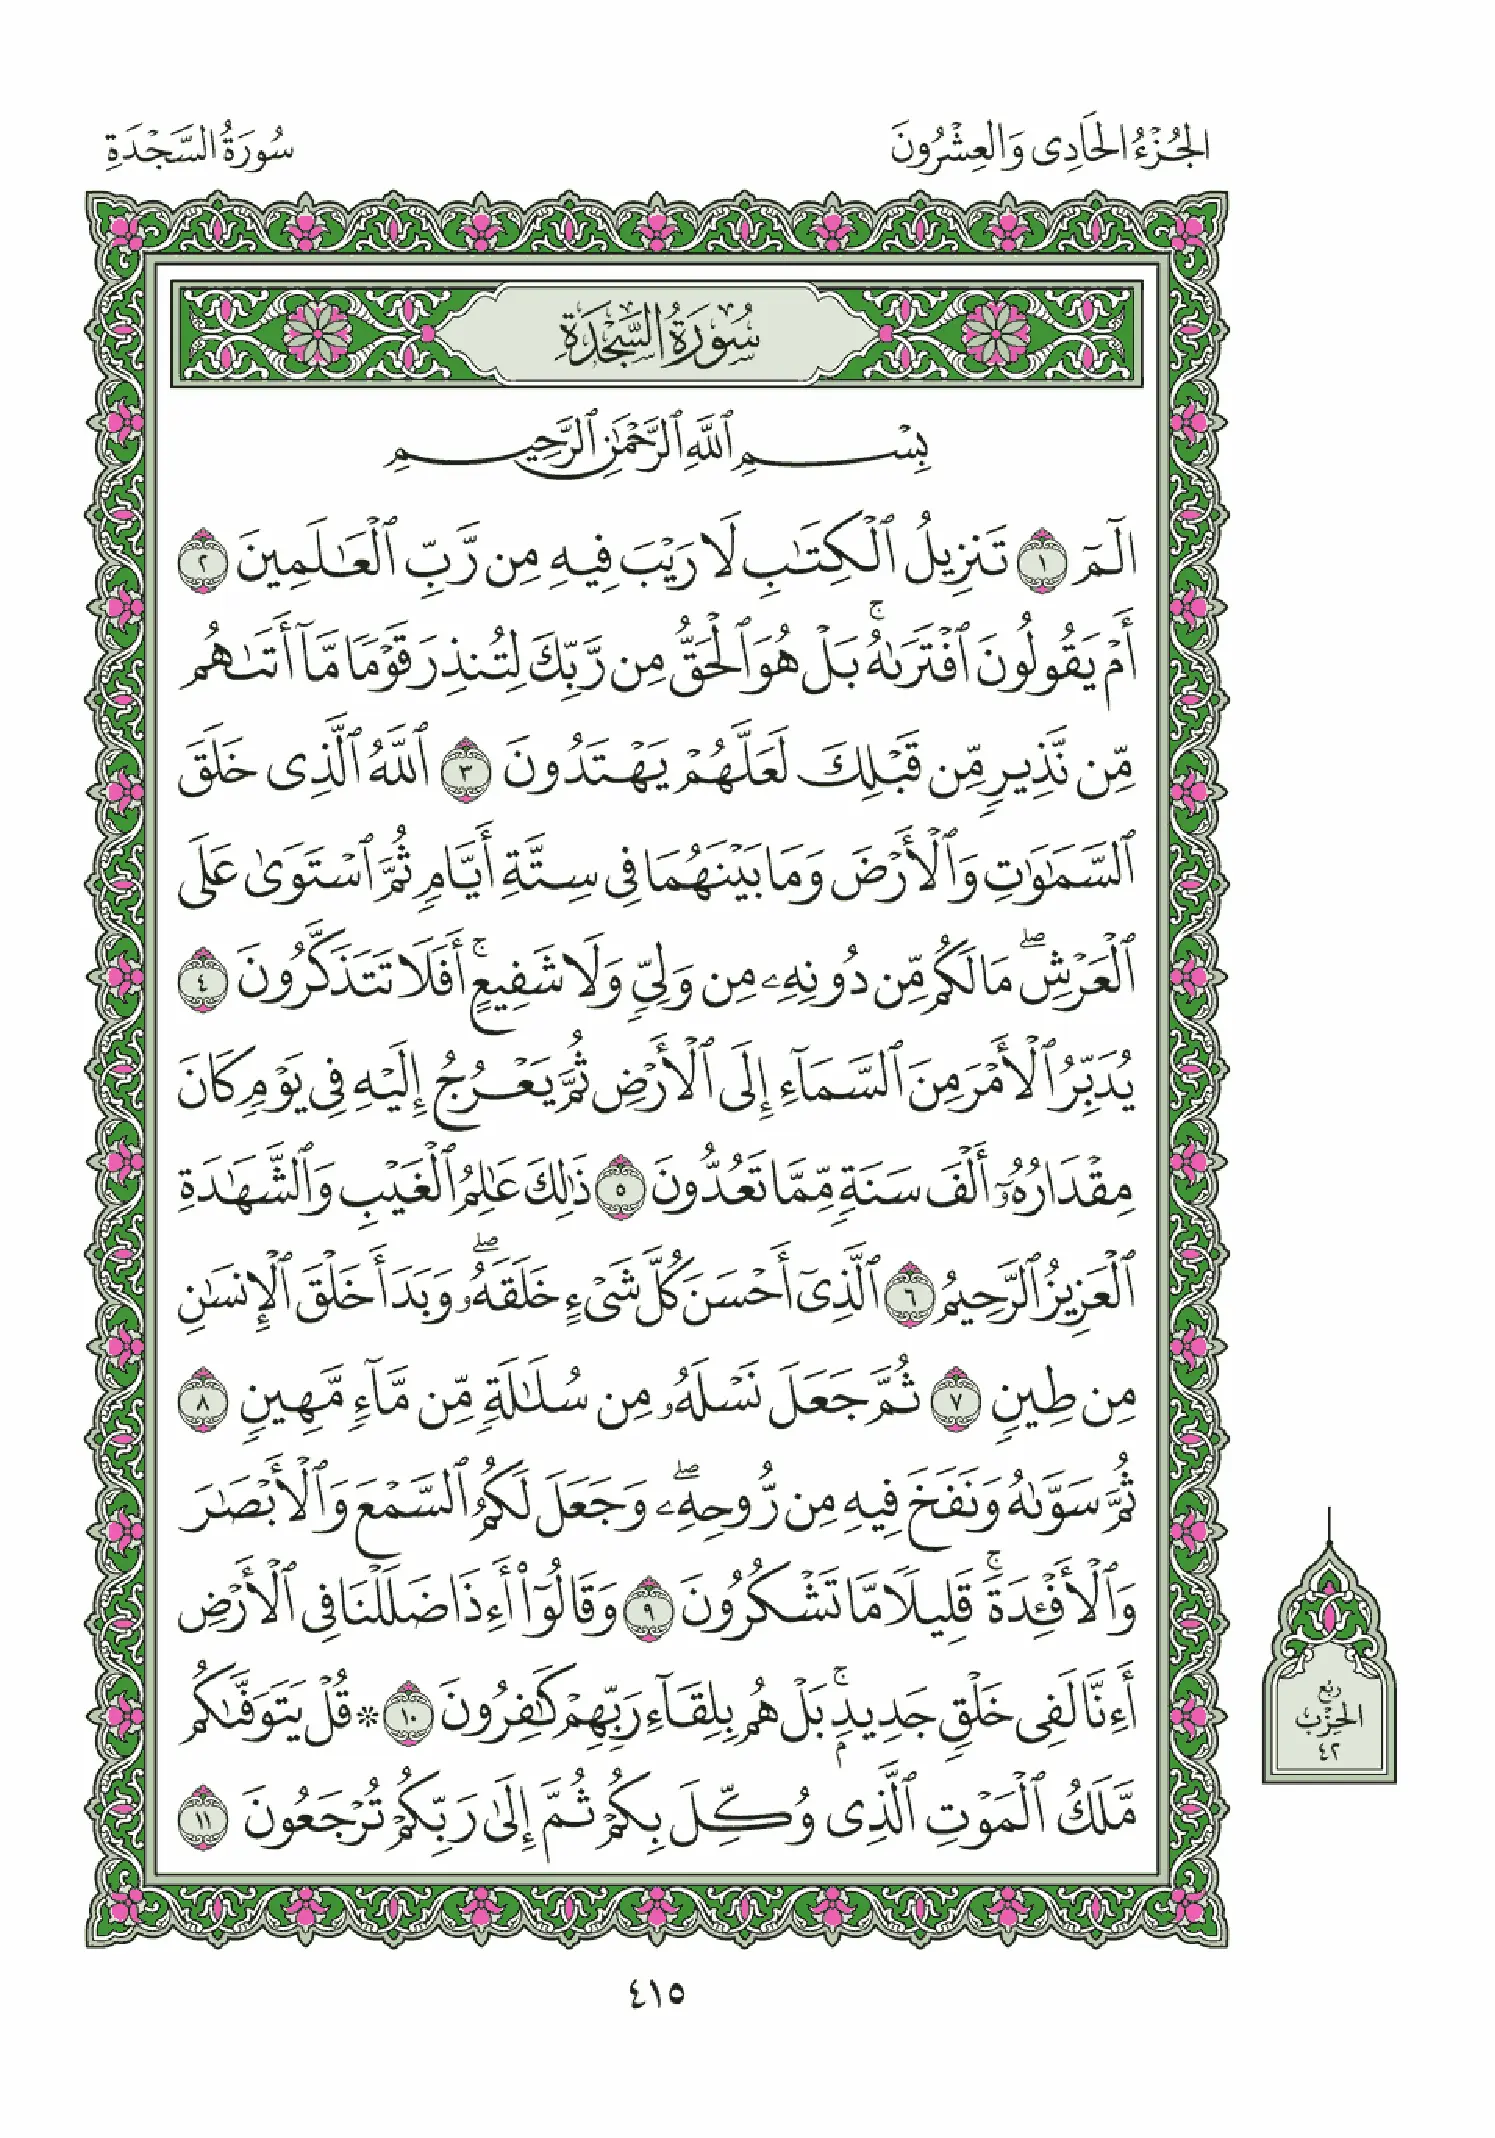 الجُزْءُ الحَادِى وَالعِشْرُونَ
سُورَةُ السَّجْدَةِ
سُورَةُ السَّجْدَةِ
بِسْمِ ٱللَّهِ ٱلرَّحْمَٰنِ ٱلرَّحِيمِ
الٓمٓ ١ تَنزِيلُ ٱلْكِتَٰبِ لَا رَيْبَ فِيهِ مِن رَّبِّ ٱلْعَٰلَمِينَ ٢
أَمْ يَقُولُونَ ٱفْتَرَىٰهُۚ بَلْ هُوَ ٱلْحَقُّ مِن رَّبِّكَ لِتُنذِرَ قَوْمًا مَّآ أَتَىٰهُم
مِّن نَّذِيرٍ مِّن قَبْلِكَ لَعَلَّهُمْ يَهْتَدُونَ ٣ ٱللَّهُ ٱلَّذِى خَلَقَ
ٱلسَّمَٰوَٰتِ وَٱلْأَرْضَ وَمَا بَيْنَهُمَا فِى سِتَّةِ أَيَّامٍ ثُمَّ ٱسْتَوَىٰ عَلَى
ٱلْعَرْشِۖ مَا لَكُم مِّن دُونِهِۦ مِن وَلِىٍّ وَلَا شَفِيعٍۚ أَفَلَا تَتَذَكَّرُونَ ٤
يُدَبِّرُ ٱلْأَمْرَ مِنَ ٱلسَّمَآءِ إِلَى ٱلْأَرْضِ ثُمَّ يَعْرُجُ إِلَيْهِ فِى يَوْمٍ كَانَ
مِقْدَارُهُۥٓ أَلْفَ سَنَةٍ مِّمَّا تَعُدُّونَ ٥ ذَٰلِكَ عَٰلِمُ ٱلْغَيْبِ وَٱلشَّهَٰدَةِ
ٱلْعَزِيزُ ٱلرَّحِيمُ ٦ ٱلَّذِىٓ أَحْسَنَ كُلَّ شَىْءٍ خَلَقَهُۥۖ وَبَدَأَ خَلْقَ ٱلْإِنسَٰنِ
مِن طِينٍ ٧ ثُمَّ جَعَلَ نَسْلَهُۥ مِن سُلَٰلَةٍ مِّن مَّآءٍ مَّهِينٍ ٨
ثُمَّ سَوَّىٰهُ وَنَفَخَ فِيهِ مِن رُّوحِهِۦۖ وَجَعَلَ لَكُمُ ٱلسَّمْعَ وَٱلْأَبْصَٰرَ
وَٱلْأَفْـِٔدَةَۚ قَلِيلًا مَّا تَشْكُرُونَ ٩ وَقَالُوٓا۟ أَءِذَا ضَلَلْنَا فِى ٱلْأَرْضِ
أَءِنَّا لَفِى خَلْقٍ جَدِيدٍۭۚ بَلْ هُم بِلِقَآءِ رَبِّهِمْ كَٰفِرُونَ ١٠ * قُلْ يَتَوَفَّىٰكُم
مَّلَكُ ٱلْمَوْتِ ٱلَّذِى وُكِّلَ بِكُمْ ثُمَّ إِلَىٰ رَبِّكُمْ تُرْجَعُونَ ١١
ربع
الحِزْب
٤٢
٤١٥